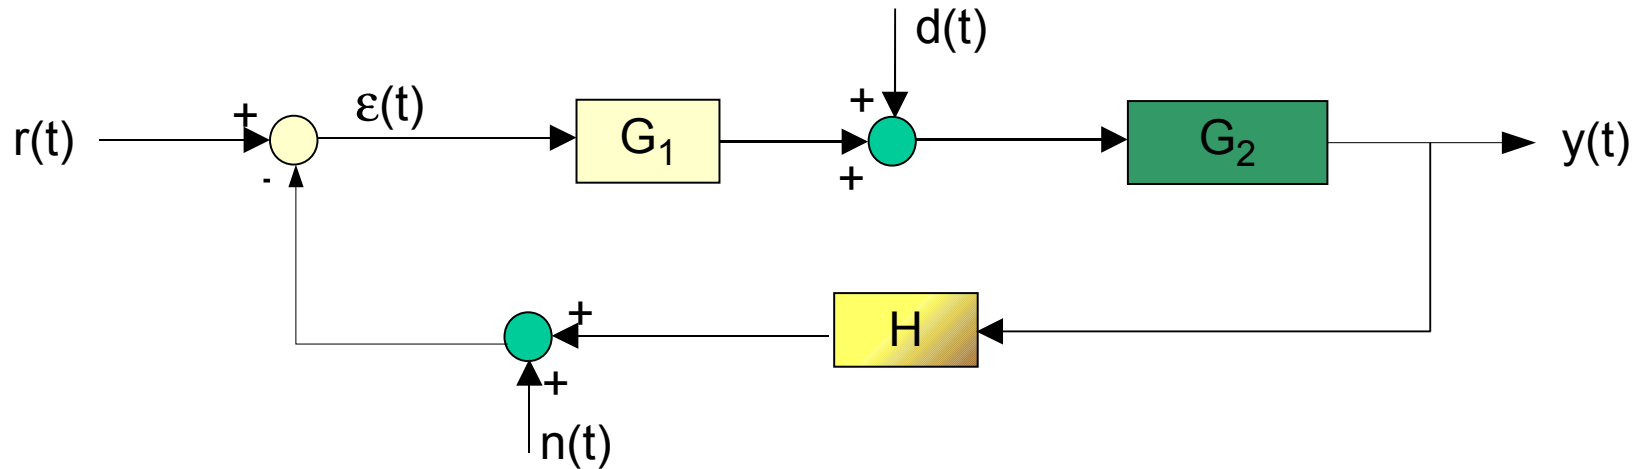 d(t)
r(t)
+
-
ε(t)
G₁
+
+
G₂
y(t)
H
+
+
n(t)